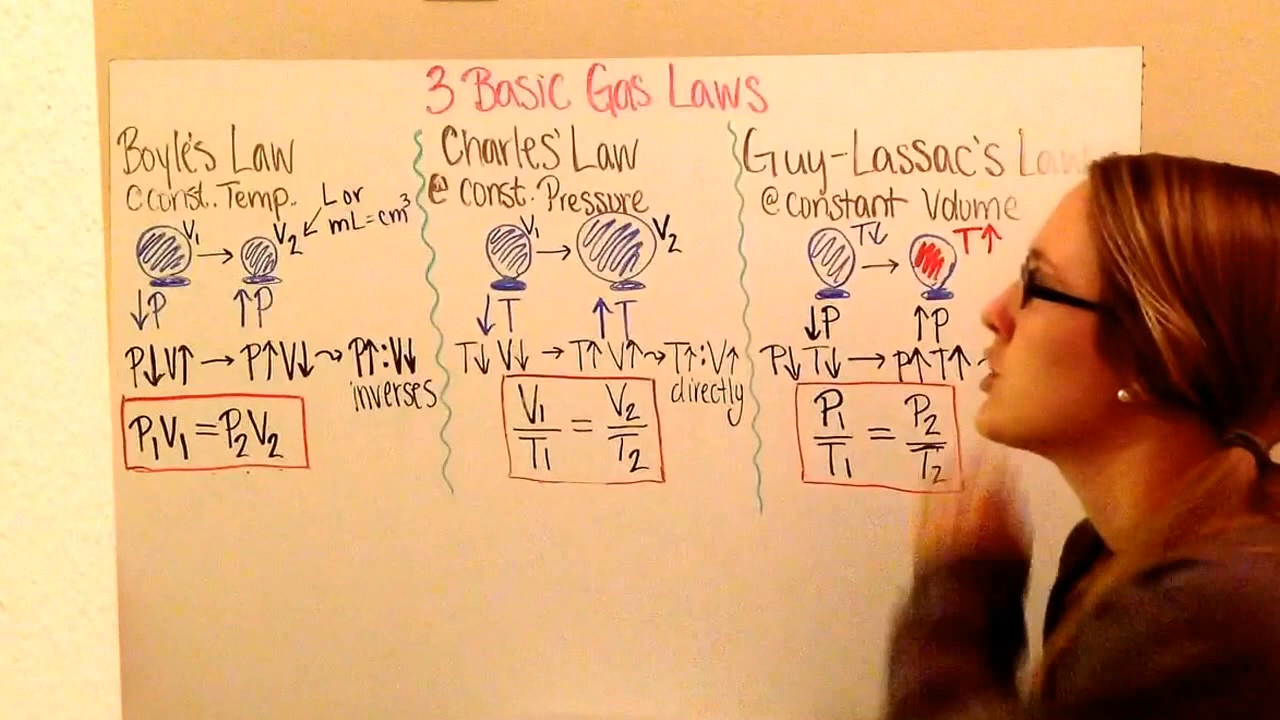 3 Basic Gas Laws
Boyle's Law
@ Const. Temp.
L or
mL = cm³
V₁ → V₂ ↙
↓P ↑P
P↓V↑ → P↑V↓ ⤳ P↑:V↓
inverses
P₁V₁ = P₂V₂
Charles' Law
@ const. Pressure
V₁ → V₂
↓T ↑T
T↓ V↓ → T↑ V↑ ⤳ T↑:V↑
directly
V₁/T₁ = V₂/T₂
Guy-Lassac's Law
@ constant Volume
T↓ → T↑
↓P ↑P
P↓ T↓ → P↑T↑
P₁/T₁ = P₂/T₂